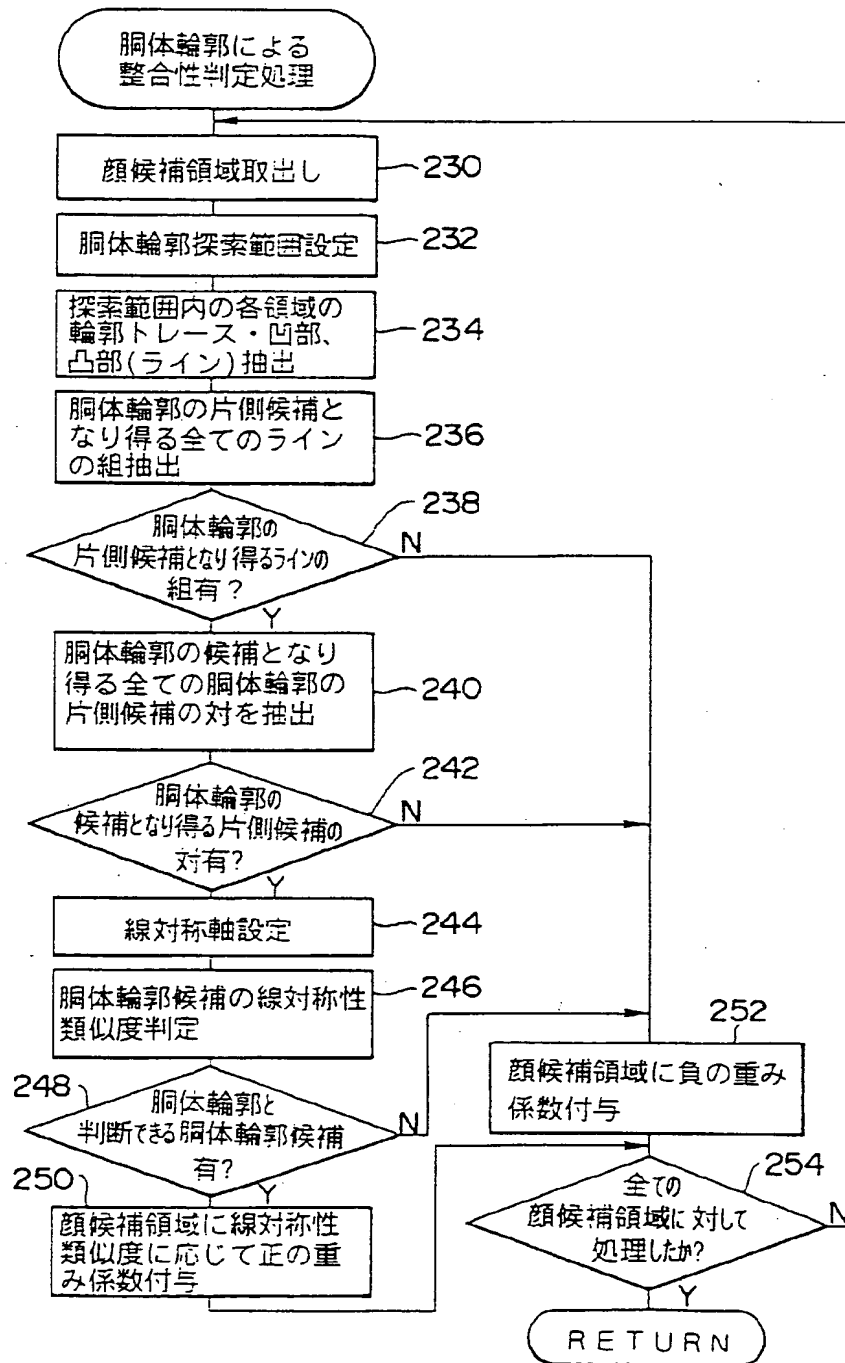 胴体輪郭による
整合性判定処理
顔候補領域取出し
230
胴体輪郭探索範囲設定
232
探索範囲内の各領域の
輪郭トレース・凹部、
凸部(ライン)抽出
234
胴体輪郭の片側候補と
なり得る全てのライン
の組抽出
236
胴体輪郭の
片側候補となり得るラインの
組有?
238
N
Y
胴体輪郭の候補となり
得る全ての胴体輪郭の
片側候補の対を抽出
240
胴体輪郭の
候補となり得る片側候補の
対有?
242
N
Y
線対称軸設定
244
胴体輪郭候補の線対称性
類似度判定
246
胴体輪郭と
判断できる胴体輪郭候補
有?
248
N
Y
顔候補領域に線対称性
類似度に応じて正の重
み係数付与
250
顔候補領域に負の重み
係数付与
252
全ての
顔候補領域に対して
処理したか?
254
N
Y
RETURN